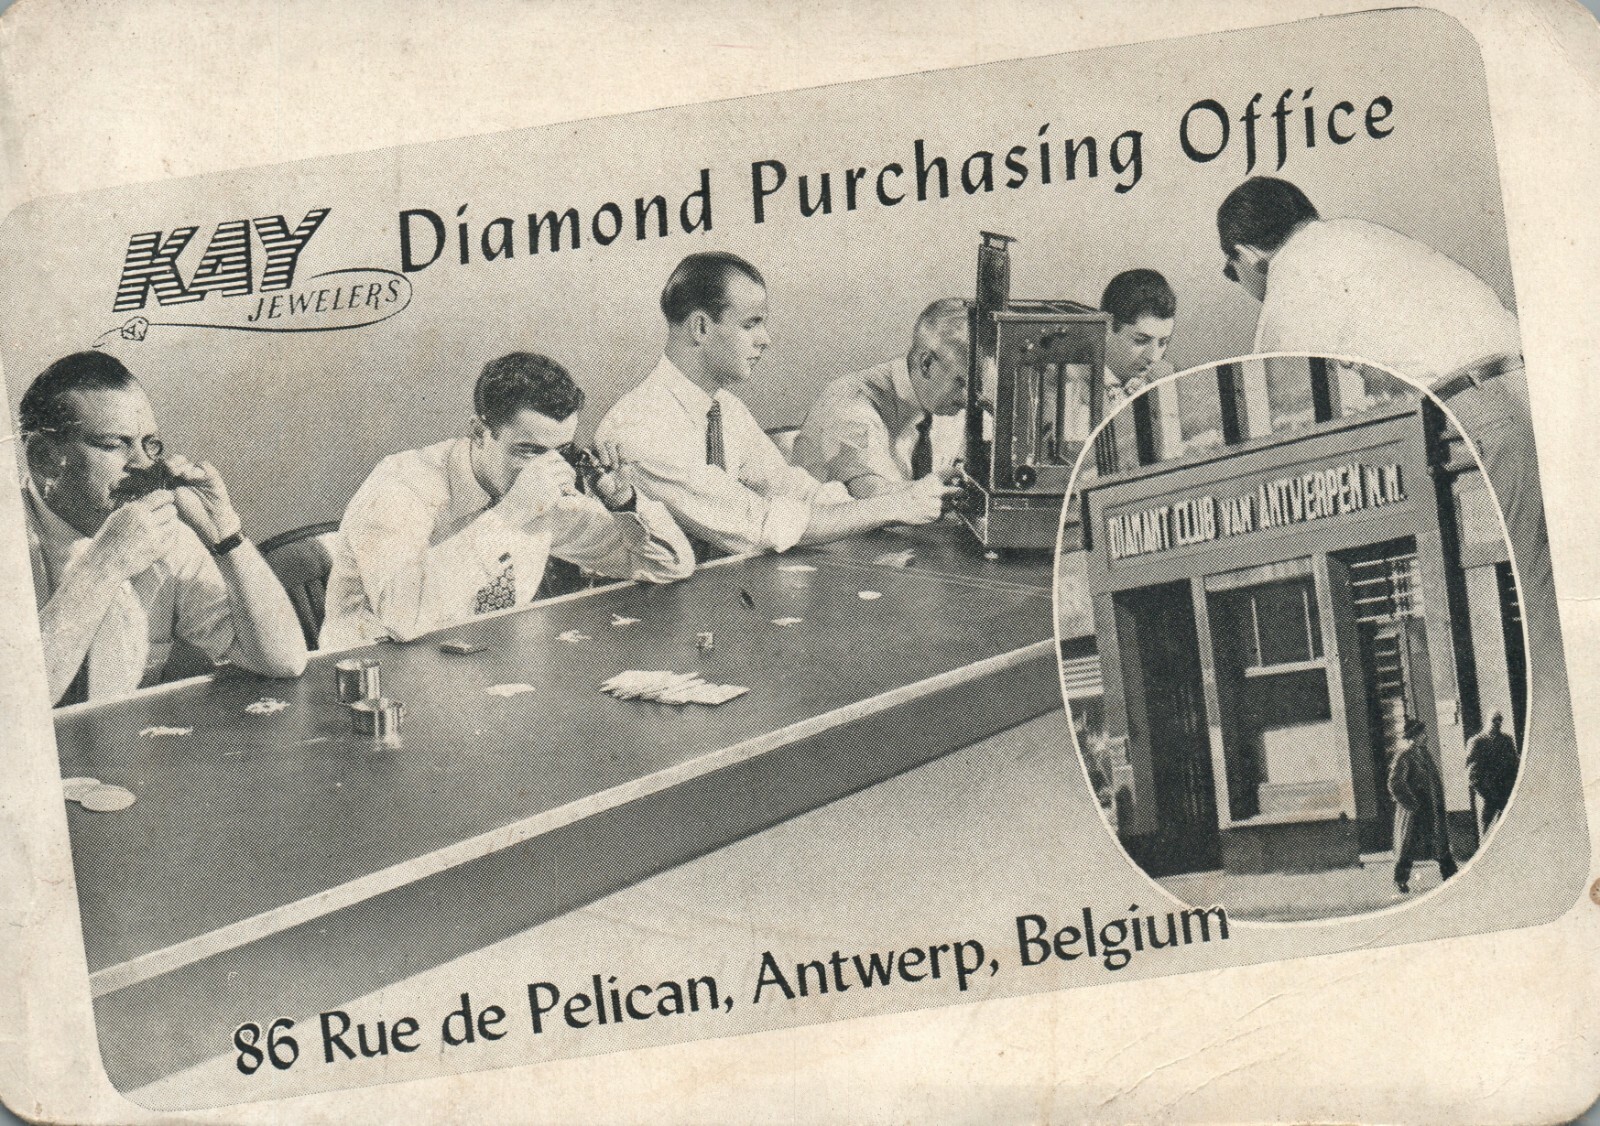 KAY
JEWELERS
Diamond Purchasing Office
DIAMANT CLUB VAN ANTWERPEN N.M.
86 Rue de Pelican, Antwerp, Belgium